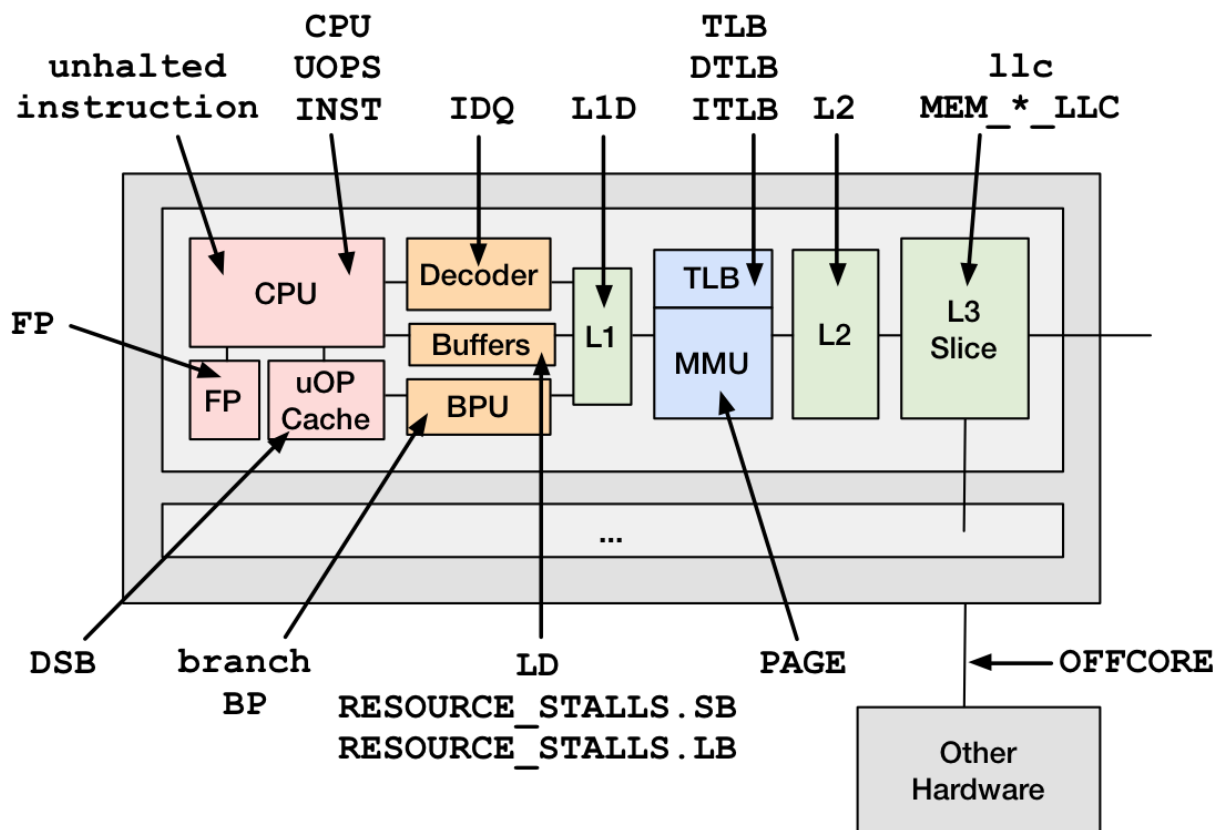 CPU
UOPS
INST
unhalted
instruction
IDQ
L1D
TLB
DTLB
ITLB
L2
llc
MEM_*_LLC
CPU
Decoder
Buffers
BPU
FP
FP
uOP
Cache
L1
TLB
MMU
L2
L3
Slice
...
DSB
branch
BP
LD
RESOURCE_STALLS.SB
RESOURCE_STALLS.LB
PAGE
OFFCORE
Other
Hardware